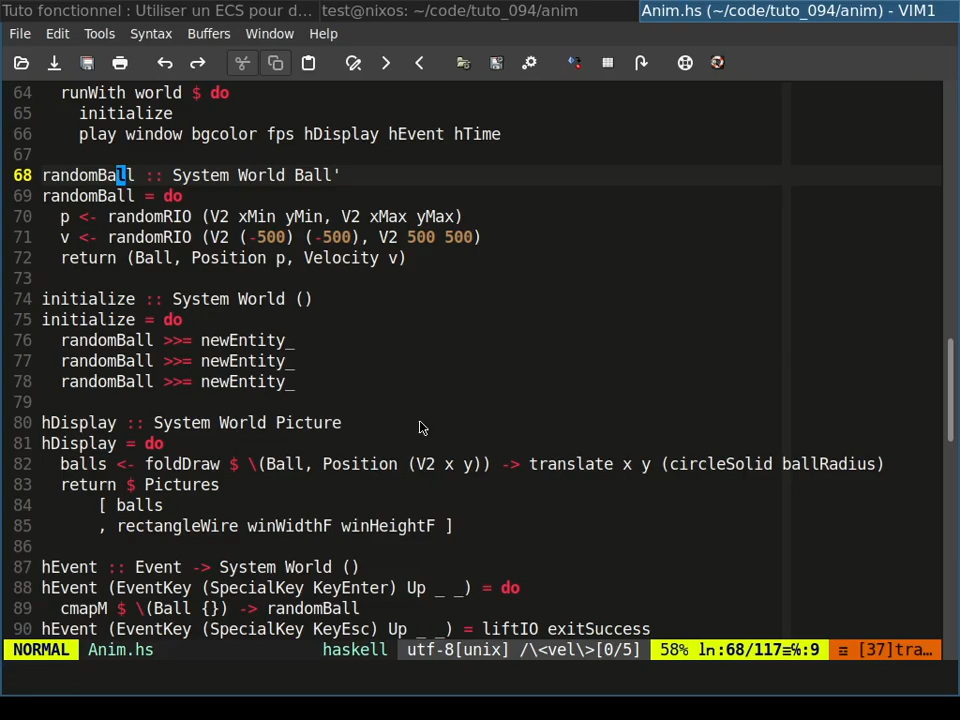 Tuto fonctionnel : Utiliser un ECS pour d... test@nixos: ~/code/tuto_094/anim Anim.hs (~/code/tuto_094/anim) - VIM1
File Edit Tools Syntax Buffers Window Help
64 runWith world $ do
65 initialize
66 play window bgcolor fps hDisplay hEvent hTime
67
68 randomBall :: System World Ball'
69 randomBall = do
70 p <- randomRIO (V2 xMin yMin, V2 xMax yMax)
71 v <- randomRIO (V2 (-500) (-500), V2 500 500)
72 return (Ball, Position p, Velocity v)
73
74 initialize :: System World ()
75 initialize = do
76 randomBall >>= newEntity_
77 randomBall >>= newEntity_
78 randomBall >>= newEntity_
79
80 hDisplay :: System World Picture
81 hDisplay = do
82 balls <- foldDraw $ \(Ball, Position (V2 x y)) -> translate x y (circleSolid ballRadius)
83 return $ Pictures
84 [ balls
85 , rectangleWire winWidthF winHeightF ]
86
87 hEvent :: Event -> System World ()
88 hEvent (EventKey (SpecialKey KeyEnter) Up _ _) = do
89 cmapM $ \(Ball {}) -> randomBall
90 hEvent (EventKey (SpecialKey KeyEsc) Up _ _) = liftIO exitSuccess
NORMAL Anim.hs haskell utf-8[unix] /\<vel\>[0/5] 58% ln:68/117≡℅:9 ☲ [37]tra…